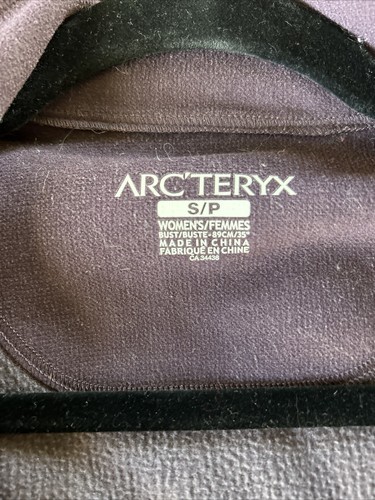 ARC'TERYX
S/P
WOMEN'S/FEMMES
BUST/BUSTE-89CM/35"
MADE IN CHINA
FABRIQUÉ EN CHINE
CA 34438